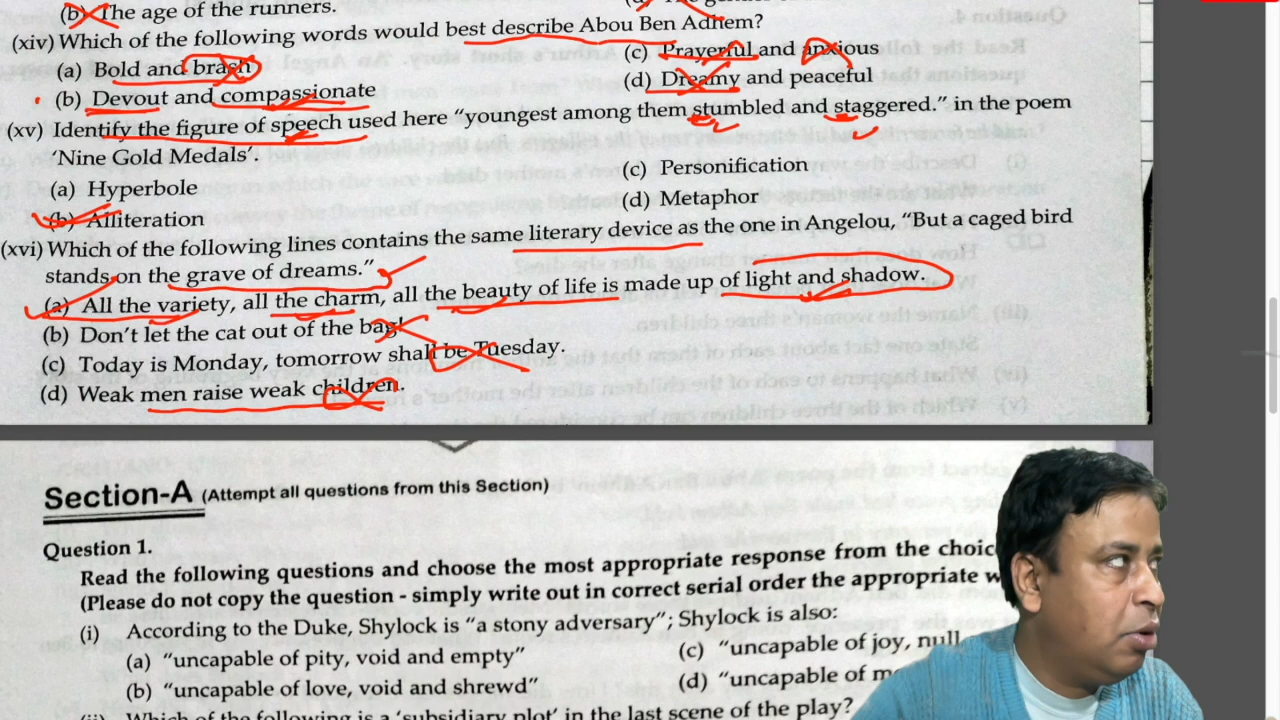 (b) The age of the runners.
(xiv) Which of the following words would best describe Abou Ben Adhem?
(a) Bold and brash
(c) Prayerful and anxious
(b) Devout and compassionate
(d) Dreamy and peaceful
(xv) Identify the figure of speech used here “youngest among them stumbled and staggered.” in the poem
‘Nine Gold Medals’.
(a) Hyperbole
(c) Personification
(b) Alliteration
(d) Metaphor
(xvi) Which of the following lines contains the same literary device as the one in Angelou, “But a caged bird
stands on the grave of dreams.”
(a) All the variety, all the charm, all the beauty of life is made up of light and shadow.
(b) Don’t let the cat out of the bag!
(c) Today is Monday, tomorrow shall be Tuesday.
(d) Weak men raise weak children.
Section-A (Attempt all questions from this Section)
Question 1.
Read the following questions and choose the most appropriate response from the
(Please do not copy the question - simply write out in correct serial order the appropriate
(i) According to the Duke, Shylock is “a stony adversary”; Shylock is also:
(a) “uncapable of pity, void and empty”
(c) “uncapable of joy, null
(b) “uncapable of love, void and shrewd”
(d) “uncapable of
(ii) Which of the following is a ‘subsidiary plot’ in the last scene of the play?